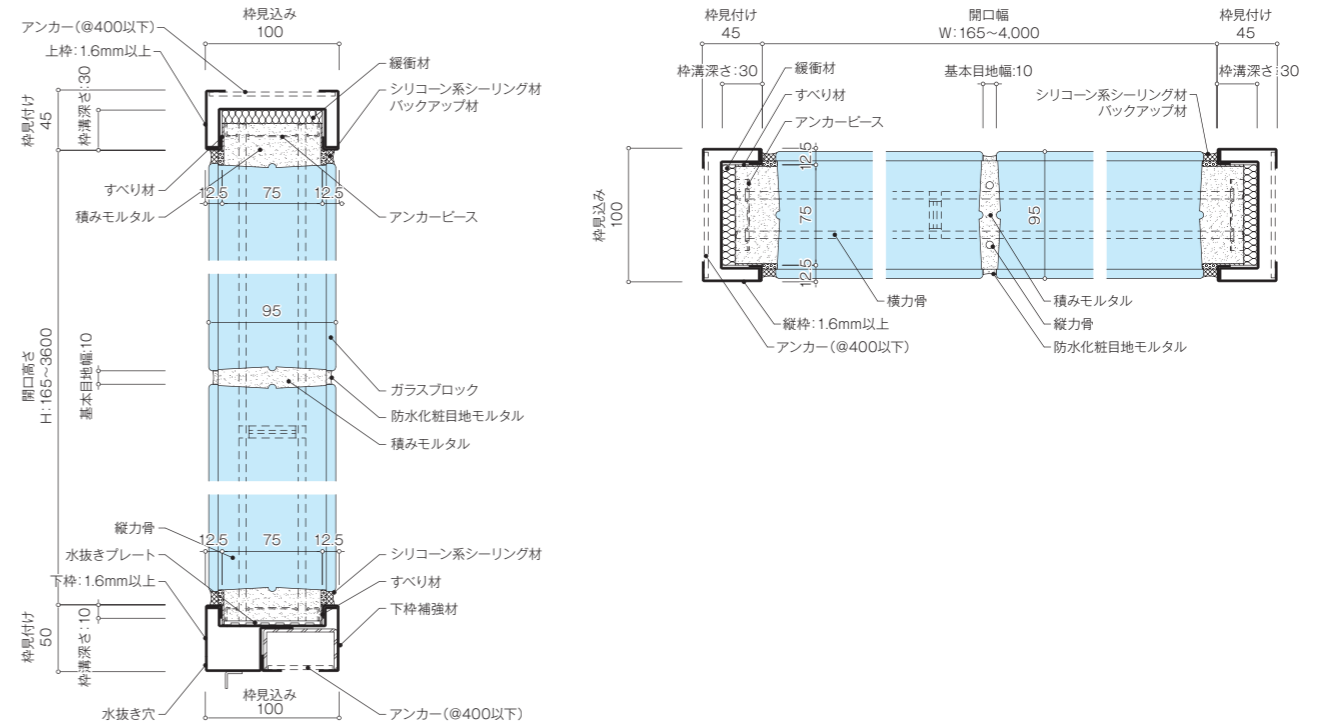 枠見込み
100
アンカー（@400以下）
上枠：1.6mm以上
緩衝材
シリコーン系シーリング材
バックアップ材
枠見付け
45
枠溝深さ：30
すべり材
積みモルタル
12.5
75
12.5
アンカーピース
95
開口高さ
H：165～3600
基本目地幅：10
ガラスブロック
防水化粧目地モルタル
積みモルタル
縦力骨
12.5
75
12.5
水抜きプレート
シリコーン系シーリング材
下枠：1.6mm以上
すべり材
下枠補強材
枠見付け
50
枠溝深さ：10
枠見込み
100
水抜き穴
アンカー（@400以下）
枠見付け
45
開口幅
W：165～4,000
枠見付け
45
枠溝深さ：30
緩衝材
基本目地幅：10
枠溝深さ：30
すべり材
シリコーン系シーリング材
バックアップ材
アンカーピース
枠見込み
100
12.5
75
12.5
95
横力骨
積みモルタル
縦枠：1.6mm以上
縦力骨
アンカー（@400以下）
防水化粧目地モルタル